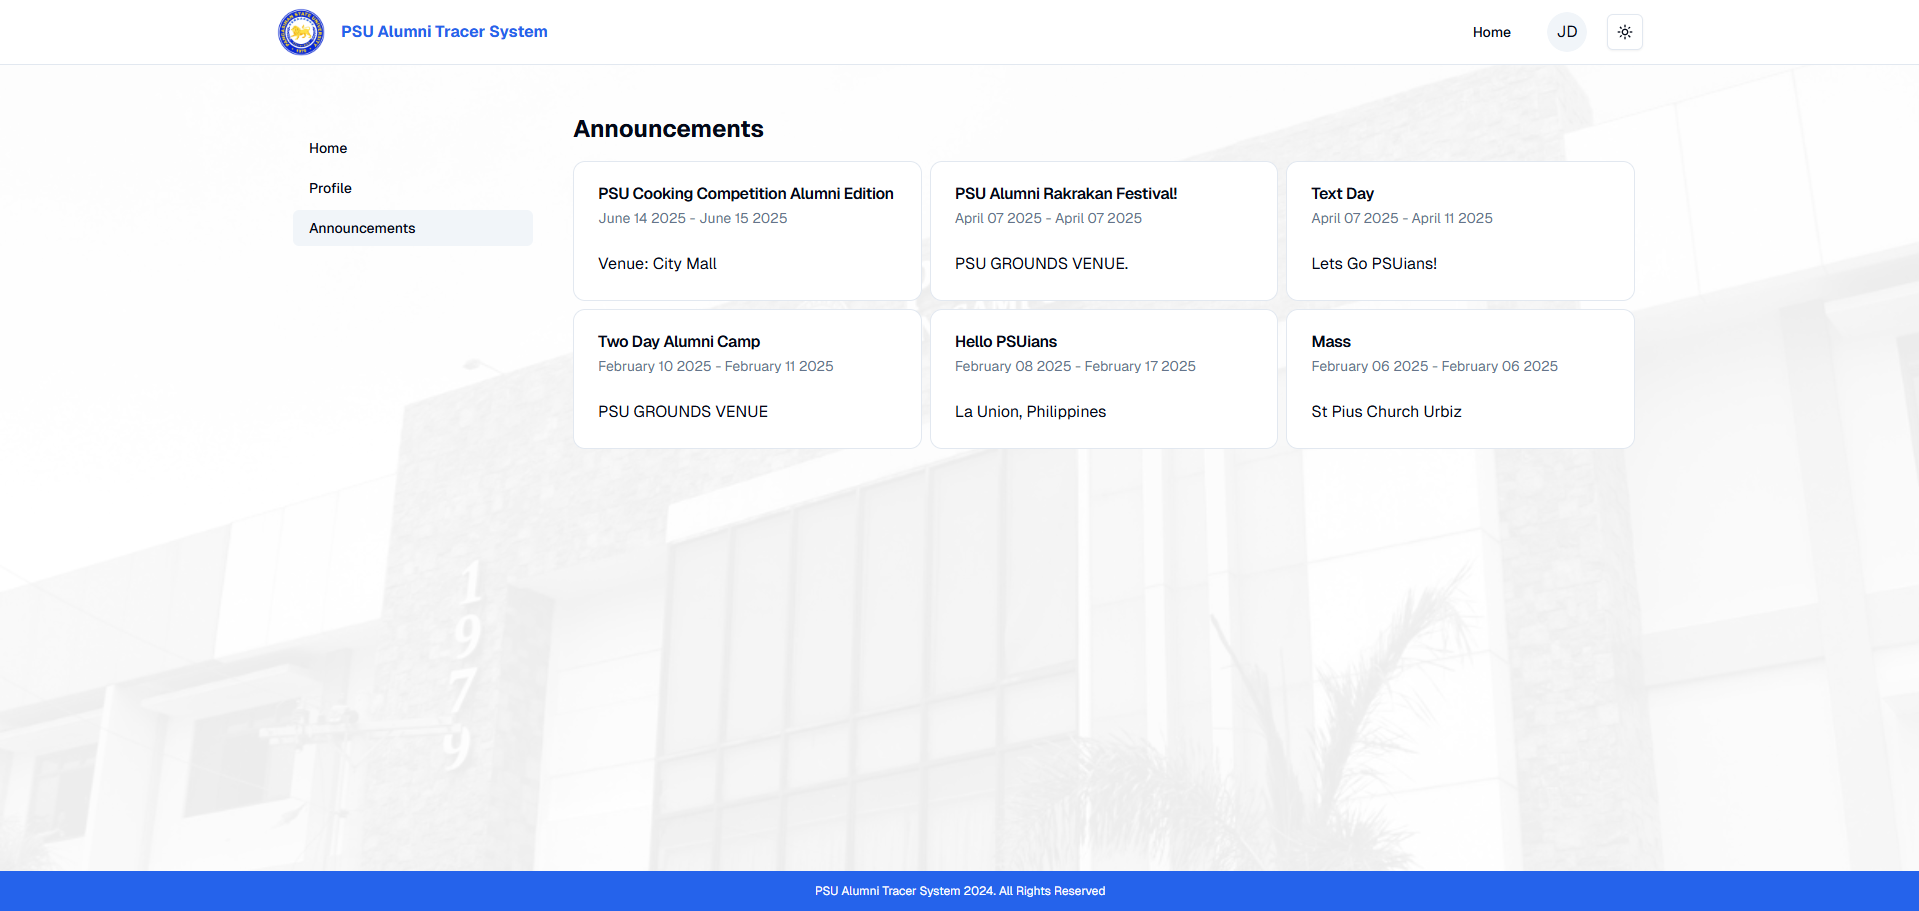 PSU Alumni Tracer System
Home
JD
Home
Profile
Announcements
Announcements
PSU Cooking Competition Alumni Edition
June 14 2025 - June 15 2025
Venue: City Mall
PSU Alumni Rakrakan Festival!
April 07 2025 - April 07 2025
PSU GROUNDS VENUE.
Text Day
April 07 2025 - April 11 2025
Lets Go PSUians!
Two Day Alumni Camp
February 10 2025 - February 11 2025
PSU GROUNDS VENUE
Hello PSUians
February 08 2025 - February 17 2025
La Union, Philippines
Mass
February 06 2025 - February 06 2025
St Pius Church Urbiz
1979
PSU Alumni Tracer System 2024. All Rights Reserved